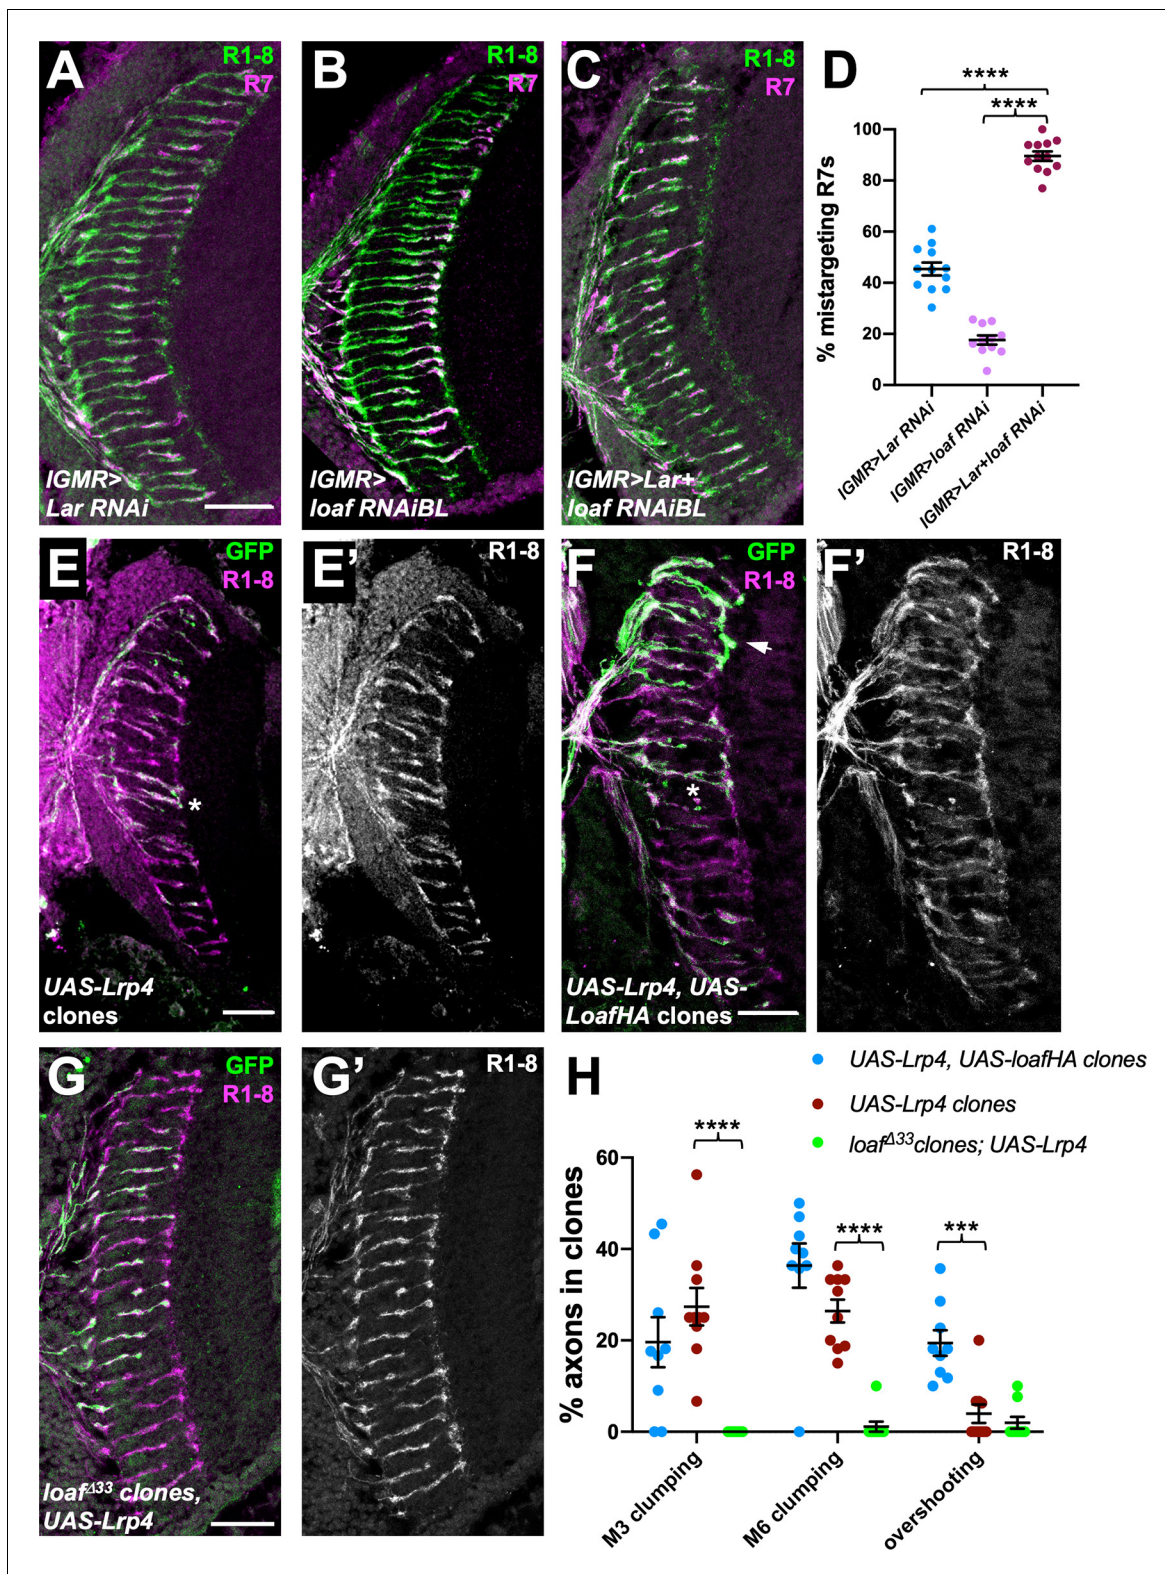 A
R1-8
R7
lGMR>
Lar RNAi
B
R1-8
R7
lGMR>
loaf RNAiBL
C
R1-8
R7
lGMR>Lar+
loaf RNAiBL
D
****
****
% mistargeting R7s
100
80
60
40
20
0
lGMR>Lar RNAi
lGMR>loaf RNAi
lGMR>Lar+loaf RNAi
E
GFP
R1-8
*
UAS-Lrp4
clones
E'
R1-8
F
GFP
R1-8
*
UAS-Lrp4, UAS-
LoafHA clones
F'
R1-8
G
GFP
R1-8
loafΔ33 clones,
UAS-Lrp4
G'
R1-8
H
UAS-Lrp4, UAS-loafHA clones
UAS-Lrp4 clones
loafΔ33clones; UAS-Lrp4
****
****
***
% axons in clones
60
40
20
0
M3 clumping
M6 clumping
overshooting